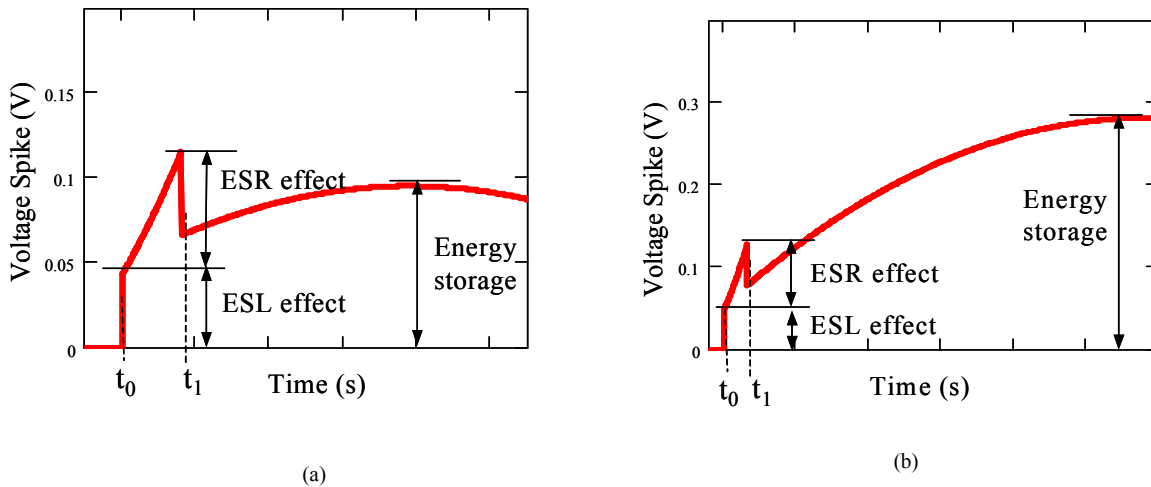 Voltage Spike (V)
0.15
0.1
0.05
0
ESR effect
ESL effect
Energy
storage
t0
t1
Time (s)
(a)
Voltage Spike (V)
0.3
0.2
0.1
0
ESR effect
ESL effect
Energy
storage
t0
t1
Time (s)
(b)